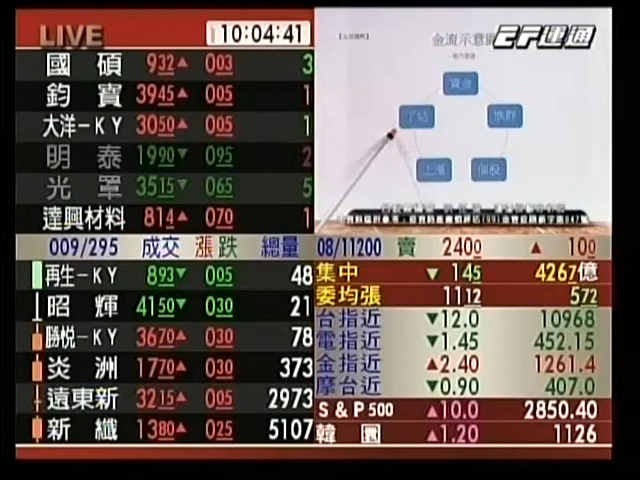 LIVE 10:04:41
國碩 932▲ 003 3
鈞寶 3945▲ 005 1
大洋-KY 3050▲ 005 1
明泰 1990▼ 095 2
光罩 3515▼ 065 5
達興材料 814▲ 070 1
009/295 成交 漲跌 總量
再生-KY 893▼ 005 48
昭輝 4150▼ 030 21
勝悅-KY 3670▲ 030 78
炎洲 1770▲ 030 373
遠東新 3215▲ 005 2973
新纖 1380▲ 025 5107
金流示意圖
資金
族群
個股
上漲
了結
08/11200 賣 2400 ▲ 100
集中 ▼ 145 4267億
委均張 1112 572
台指近 ▼12.0 10968
電指近 ▼1.45 452.15
金指近 ▲2.40 1261.4
摩台近 ▼0.90 407.0
S&P500 ▲10.0 2850.40
韓 ▲1.20 1126